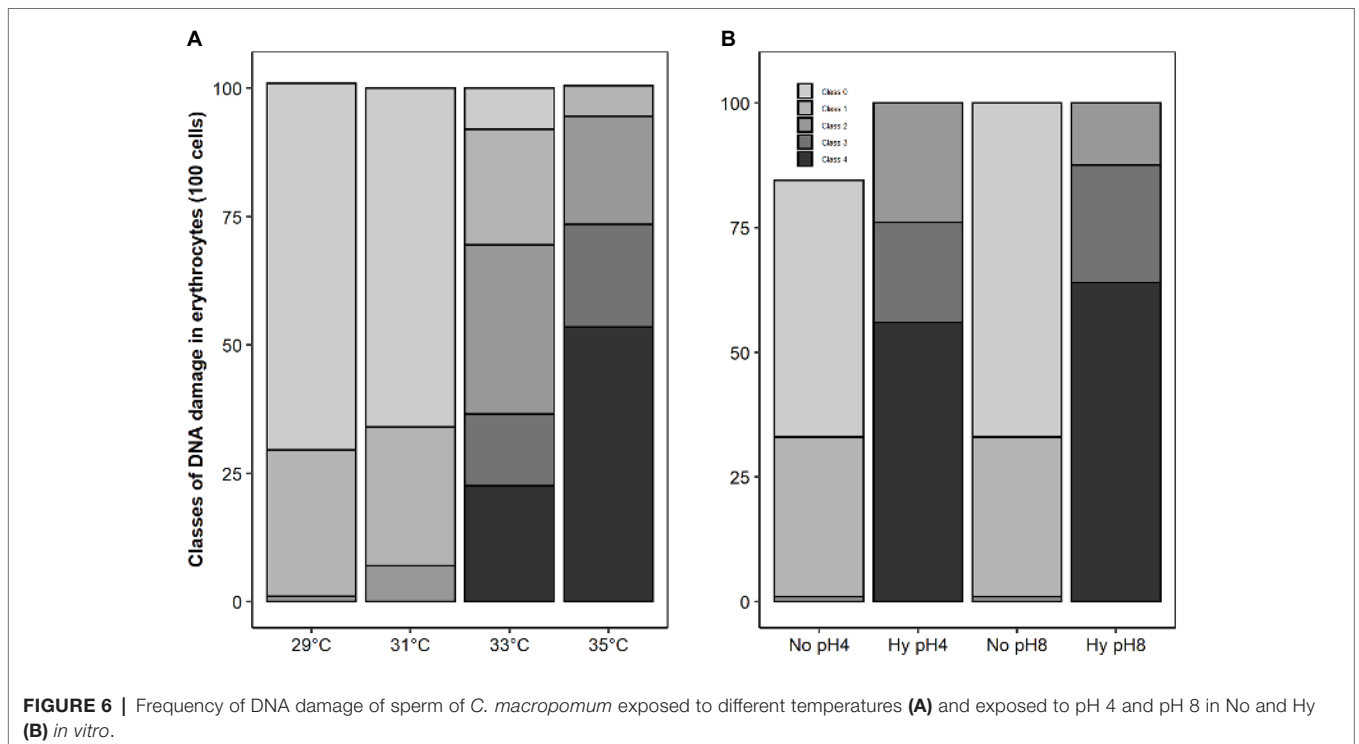 A
B
Classes of DNA damage in erythrocytes (100 cells)
100
75
50
25
0
29°C
31°C
33°C
35°C
100
75
50
25
0
Class 0
Class 1
Class 2
Class 3
Class 4
No pH4
Hy pH4
No pH8
Hy pH8
FIGURE 6 | Frequency of DNA damage of sperm of C. macropomum exposed to different temperatures (A) and exposed to pH 4 and pH 8 in No and Hy
(B) in vitro.